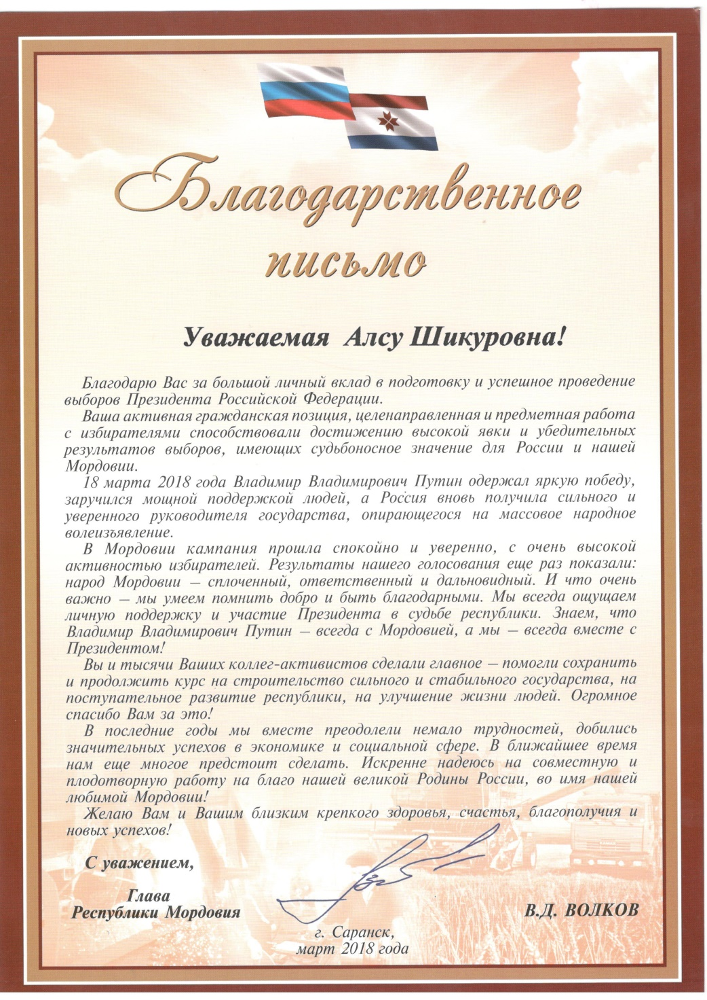 Благодарственное
письмо
Уважаемая Алсу Шикуровна!
Благодарю Вас за большой личный вклад в подготовку и успешное проведение
выборов Президента Российской Федерации.
Ваша активная гражданская позиция, целенаправленная и предметная работа
с избирателями способствовали достижению высокой явки и убедительных
результатов выборов, имеющих судьбоносное значение для России и нашей
Мордовии.
18 марта 2018 года Владимир Владимирович Путин одержал яркую победу,
заручился мощной поддержкой людей, а Россия вновь получила сильного и
уверенного руководителя государства, опирающегося на массовое народное
волеизъявление.
В Мордовии кампания прошла спокойно и уверенно, с очень высокой
активностью избирателей. Результаты нашего голосования еще раз показали:
народ Мордовии – сплоченный, ответственный и дальновидный. И что очень
важно – мы умеем помнить добро и быть благодарными. Мы всегда ощущаем
личную поддержку и участие Президента в судьбе республики. Знаем, что
Владимир Владимирович Путин – всегда с Мордовией, а мы – всегда вместе с
Президентом!
Вы и тысячи Ваших коллег-активистов сделали главное – помогли сохранить
и продолжить курс на строительство сильного и стабильного государства, на
поступательное развитие республики, на улучшение жизни людей. Огромное
спасибо Вам за это!
В последние годы мы вместе преодолели немало трудностей, добились
значительных успехов в экономике и социальной сфере. В ближайшее время
нам еще многое предстоит сделать. Искренне надеюсь на совместную и
плодотворную работу на благо нашей великой Родины России, во имя нашей
любимой Мордовии!
Желаю Вам и Вашим близким крепкого здоровья, счастья, благополучия и
новых успехов!
С уважением,
Глава
Республики Мордовия
В.Д. ВОЛКОВ
г. Саранск,
март 2018 года